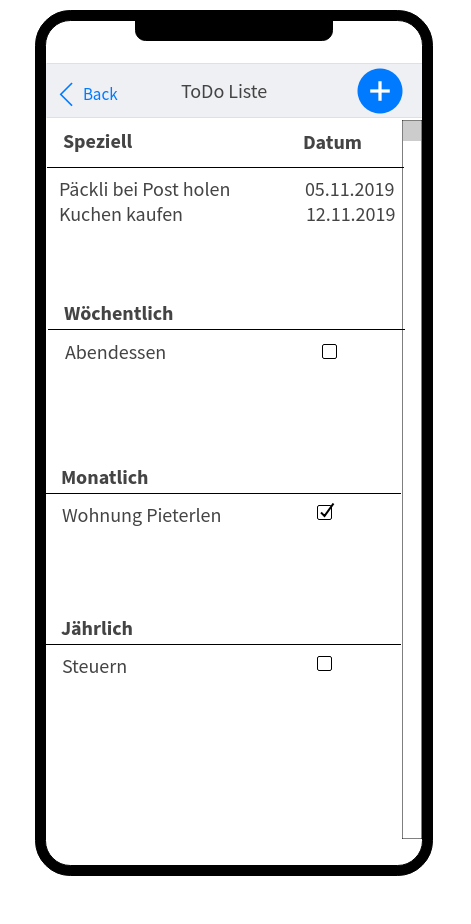 Back ToDo Liste
Speziell Datum
Päckli bei Post holen 05.11.2019
Kuchen kaufen 12.11.2019
Wöchentlich
Abendessen
Monatlich
Wohnung Pieterlen
Jährlich
Steuern